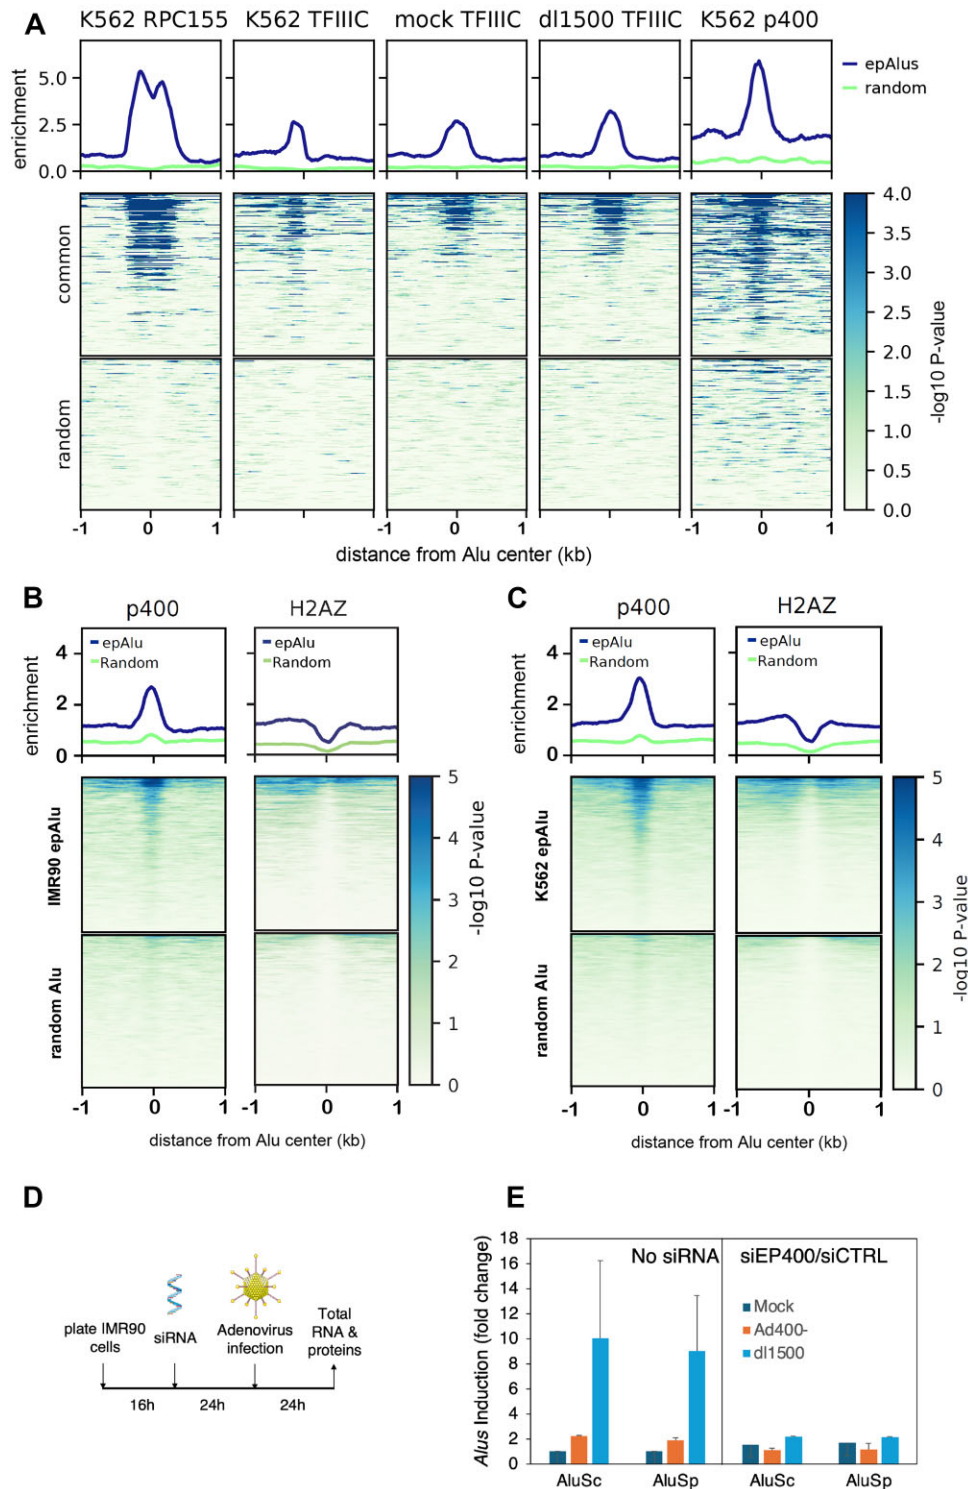 A
K562 RPC155 K562 TFIIIC mock TFIIIC dl1500 TFIIIC K562 p400
enrichment
5.0
2.5
0.0
epAlus
random
common
random
4.0
3.5
3.0
2.5
2.0
1.5
1.0
0.5
0.0
-log10 P-value
-1 0 1 -1 0 1 -1 0 1
distance from Alu center (kb)
B
p400 H2AZ
enrichment
4
2
0
epAlu
Random
epAlu
Random
IMR90 epAlu
random Alu
5
4
3
2
1
0
-log10 P-value
-1 0 1 -1 0 1
distance from Alu center (kb)
C
p400 H2AZ
enrichment
4
2
0
epAlu
Random
epAlu
Random
K562 epAlu
random Alu
5
4
3
2
1
0
-log10 P-value
-1 0 1 -1 0 1
distance from Alu center (kb)
D
plate IMR90
cells
siRNA
Adenovirus
infection
Total
RNA &
proteins
16h 24h 24h
E
Alus Induction (fold change)
18
16
14
12
10
8
6
4
2
0
No siRNA siEP400/siCTRL
Mock
Ad400-
dl1500
AluSc AluSp AluSc AluSp